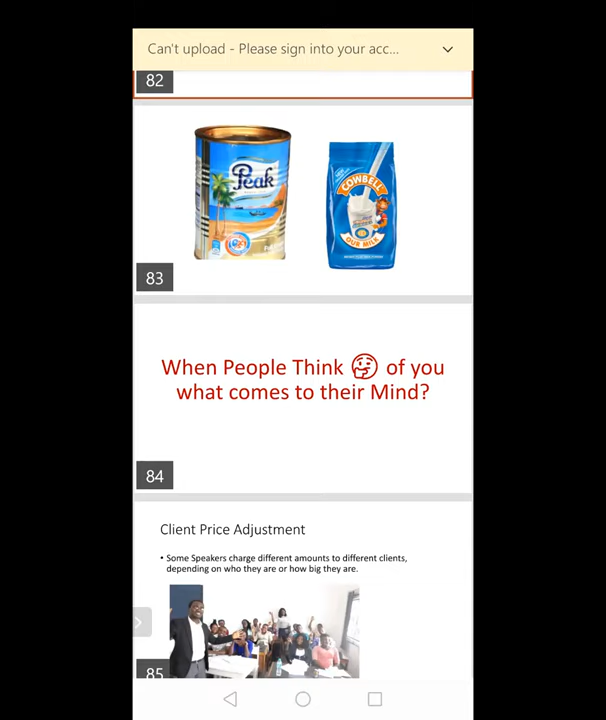 Can't upload - Please sign into your acc...
82
Peak
COWBELL
OUR MILK
83
When People Think 🤔 of you
what comes to their Mind?
84
Client Price Adjustment
• Some Speakers charge different amounts to different clients,
depending on who they are or how big they are.
85